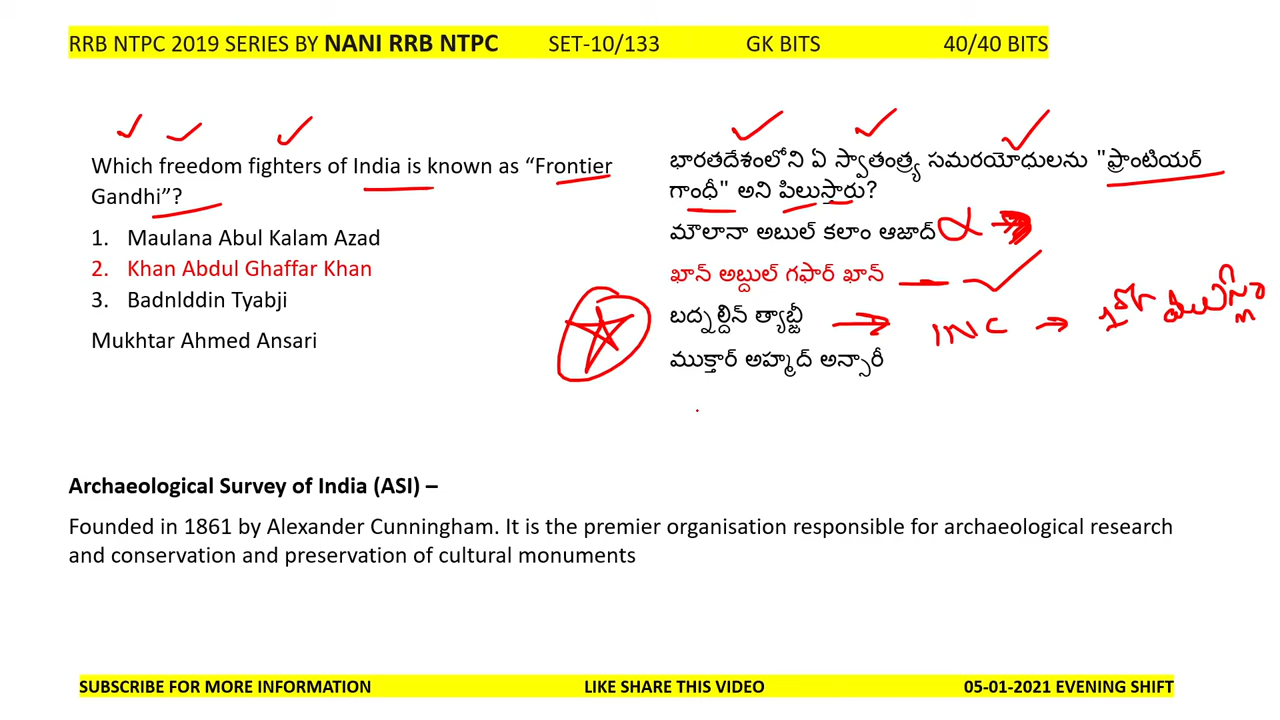 RRB NTPC 2019 SERIES BY NANI RRB NTPC SET-10/133 GK BITS 40/40 BITS
Which freedom fighters of India is known as “Frontier
Gandhi”?
1. Maulana Abul Kalam Azad
2. Khan Abdul Ghaffar Khan
3. Badnlddin Tyabji
Mukhtar Ahmed Ansari
భారతదేశంలోని ఏ స్వాతంత్ర్య సమరయోధులను "ఫ్రాంటియర్
గాంధీ" అని పిలుస్తారు?
మౌలానా అబుల్ కలాం ఆజాద్
ఖాన్ అబ్దుల్ గఫార్ ఖాన్
బద్నల్దిన్ త్యాబ్జీ INC 1st ముస్లిం
ముక్తార్ అహ్మద్ అన్సారీ
Archaeological Survey of India (ASI) –
Founded in 1861 by Alexander Cunningham. It is the premier organisation responsible for archaeological research
and conservation and preservation of cultural monuments
SUBSCRIBE FOR MORE INFORMATION LIKE SHARE THIS VIDEO 05-01-2021 EVENING SHIFT